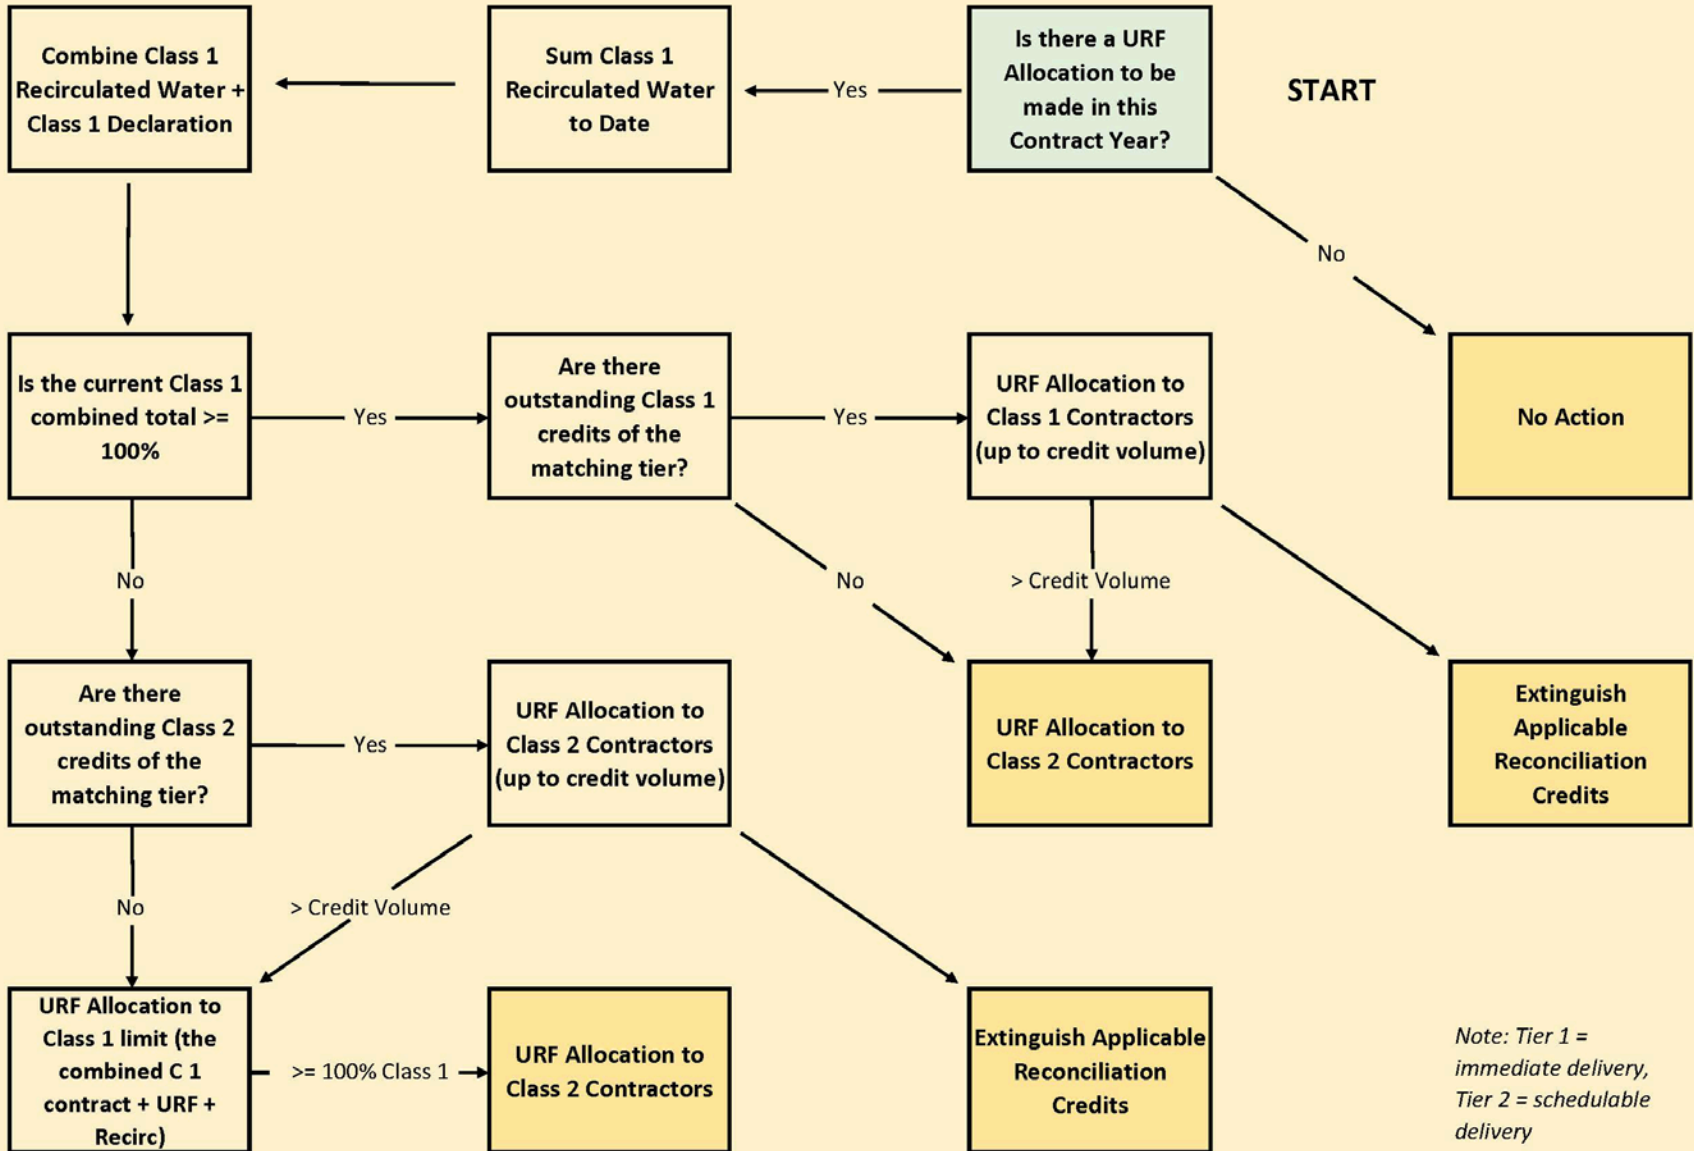 Combine Class 1
Recirculated Water +
Class 1 Declaration
Sum Class 1
Recirculated Water
to Date
Yes
Is there a URF
Allocation to be
made in this
Contract Year?
START
No
Is the current Class 1
combined total >=
100%
Yes
Are there
outstanding Class 1
credits of the
matching tier?
Yes
URF Allocation to
Class 1 Contractors
(up to credit volume)
No Action
No
No
> Credit Volume
Are there
outstanding Class 2
credits of the
matching tier?
Yes
URF Allocation to
Class 2 Contractors
(up to credit volume)
URF Allocation to
Class 2 Contractors
Extinguish
Applicable
Reconciliation
Credits
No
> Credit Volume
URF Allocation to
Class 1 limit (the
combined C 1
contract + URF +
Recirc)
>= 100% Class 1
URF Allocation to
Class 2 Contractors
Extinguish Applicable
Reconciliation
Credits
Note: Tier 1 =
immediate delivery,
Tier 2 = schedulable
delivery